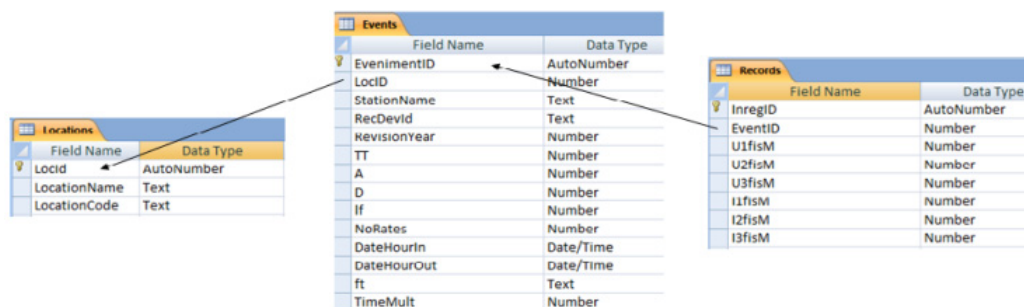 Events
Field Name Data Type
EvenimentID AutoNumber
LocID Number
StationName Text
RecDevId Text
RevisionYear Number
TT Number
A Number
D Number
If Number
NoRates Number
DateHourIn Date/Time
DateHourOut Date/Time
ft Text
TimeMult Number
Locations
Field Name Data Type
LocId AutoNumber
LocationName Text
LocationCode Text
Records
Field Name Data Type
InregID AutoNumber
EventID Number
U1fisM Number
U2fisM Number
U3fisM Number
I1fisM Number
I2fisM Number
I3fisM Number